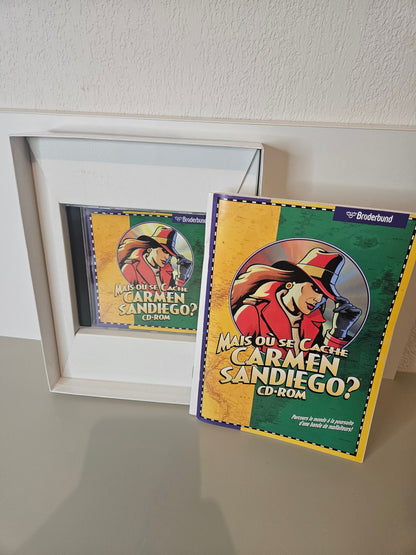 Broderbund
MAIS OÙ SE CACHE
CARMEN
SANDIEGO?
CD-ROM
Broderbund
MAIS OÙ SE CACHE
CARMEN
SANDIEGO?
CD-ROM
Parcours le monde à la poursuite
d'une bande de malfaiteurs!